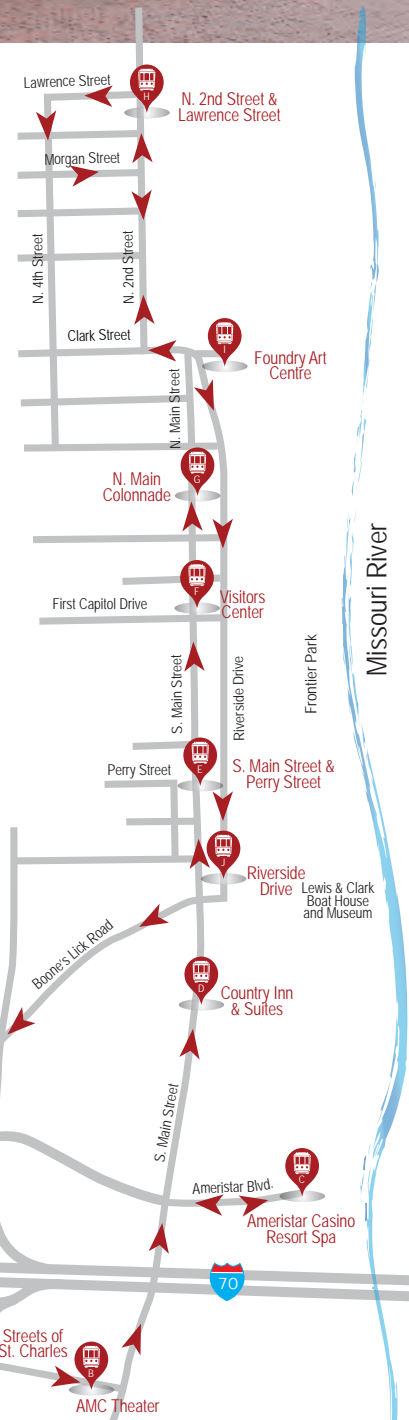 Lawrence Street
H
N. 2nd Street &
Lawrence Street
Morgan Street
N. 4th Street
N. 2nd Street
Clark Street
I
Foundry Art
Centre
N. Main Street
G
N. Main
Colonnade
Missouri River
F
Visitors
Center
First Capitol Drive
S. Main Street
Riverside Drive
Frontier Park
E
S. Main Street &
Perry Street
Perry Street
J
Riverside
Drive
Lewis & Clark
Boat House
and Museum
Boone's Lick Road
D
Country Inn
& Suites
S. Main Street
C
Ameristar Blvd.
Ameristar Casino
Resort Spa
70
Streets of
St. Charles
B
AMC Theater